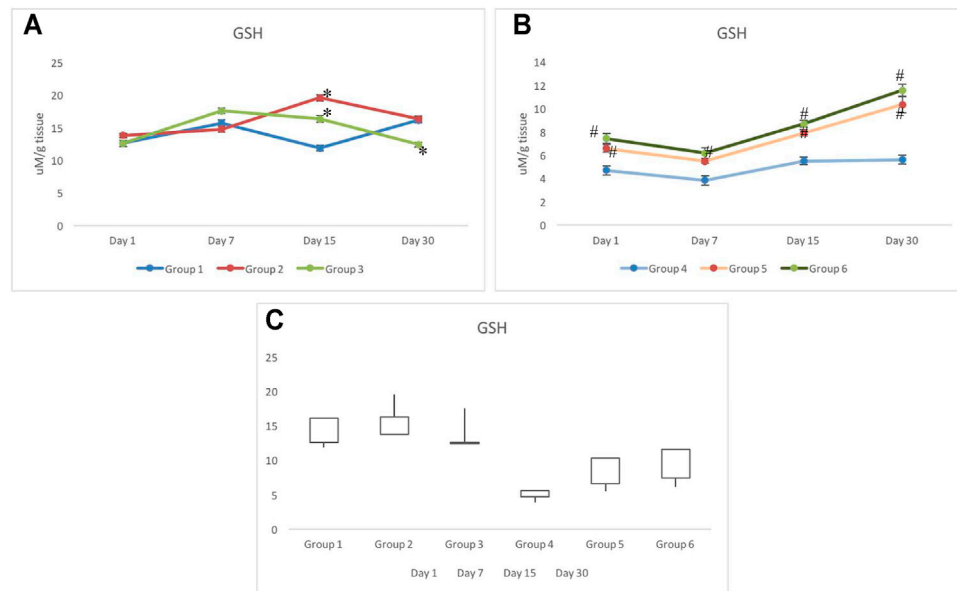 A
GSH
25
20
15
10
5
0
uM/g tissue
* 
*
*
Day 1 Day 7 Day 15 Day 30
Group 1 Group 2 Group 3
B
GSH
14
12
10
8
6
4
2
0
uM/g tissue
#
#
#
#
#
#
#
Day 1 Day 7 Day 15 Day 30
Group 4 Group 5 Group 6
C
GSH
25
20
15
10
5
0
Group 1 Group 2 Group 3 Group 4 Group 5 Group 6
Day 1 Day 7 Day 15 Day 30